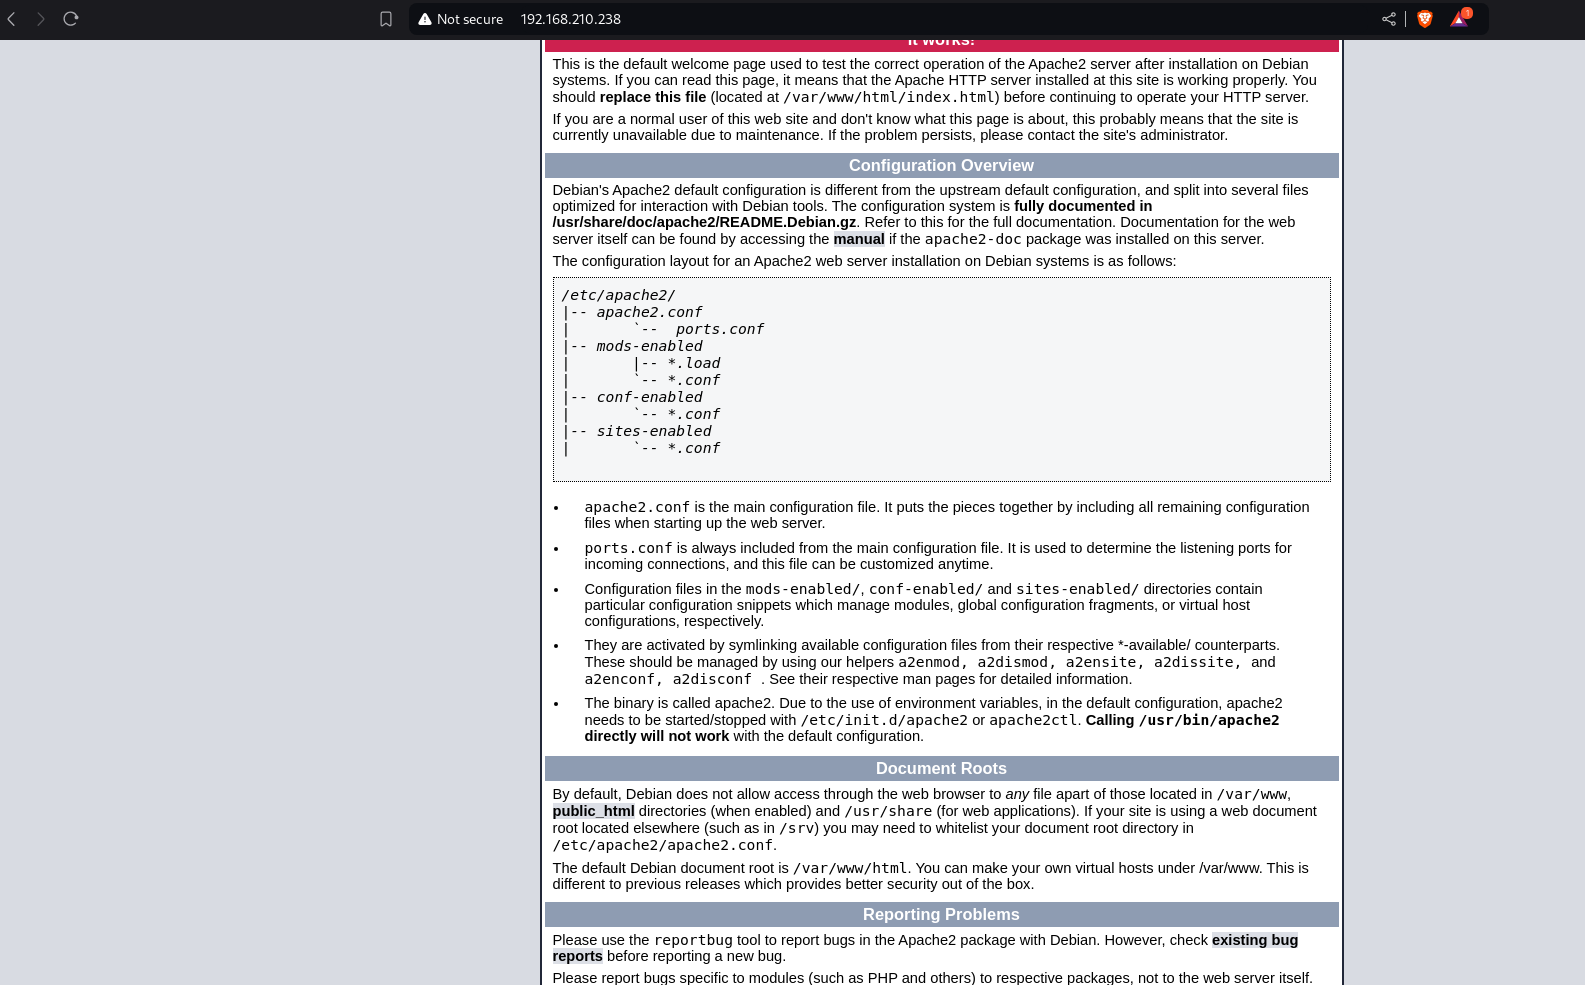 Not secure 192.168.210.238
1
It works!
This is the default welcome page used to test the correct operation of the Apache2 server after installation on Debian
systems. If you can read this page, it means that the Apache HTTP server installed at this site is working properly. You
should replace this file (located at /var/www/html/index.html) before continuing to operate your HTTP server.
If you are a normal user of this web site and don't know what this page is about, this probably means that the site is
currently unavailable due to maintenance. If the problem persists, please contact the site's administrator.
Configuration Overview
Debian's Apache2 default configuration is different from the upstream default configuration, and split into several files
optimized for interaction with Debian tools. The configuration system is fully documented in
/usr/share/doc/apache2/README.Debian.gz. Refer to this for the full documentation. Documentation for the web
server itself can be found by accessing the manual if the apache2-doc package was installed on this server.
The configuration layout for an Apache2 web server installation on Debian systems is as follows:
/etc/apache2/
|-- apache2.conf
|       `--  ports.conf
|-- mods-enabled
|       |-- *.load
|       `-- *.conf
|-- conf-enabled
|       `-- *.conf
|-- sites-enabled
|       `-- *.conf
• apache2.conf is the main configuration file. It puts the pieces together by including all remaining configuration
files when starting up the web server.
• ports.conf is always included from the main configuration file. It is used to determine the listening ports for
incoming connections, and this file can be customized anytime.
• Configuration files in the mods-enabled/, conf-enabled/ and sites-enabled/ directories contain
particular configuration snippets which manage modules, global configuration fragments, or virtual host
configurations, respectively.
• They are activated by symlinking available configuration files from their respective *-available/ counterparts.
These should be managed by using our helpers a2enmod, a2dismod, a2ensite, a2dissite, and
a2enconf, a2disconf . See their respective man pages for detailed information.
• The binary is called apache2. Due to the use of environment variables, in the default configuration, apache2
needs to be started/stopped with /etc/init.d/apache2 or apache2ctl. Calling /usr/bin/apache2
directly will not work with the default configuration.
Document Roots
By default, Debian does not allow access through the web browser to any file apart of those located in /var/www,
public_html directories (when enabled) and /usr/share (for web applications). If your site is using a web document
root located elsewhere (such as in /srv) you may need to whitelist your document root directory in
/etc/apache2/apache2.conf.
The default Debian document root is /var/www/html. You can make your own virtual hosts under /var/www. This is
different to previous releases which provides better security out of the box.
Reporting Problems
Please use the reportbug tool to report bugs in the Apache2 package with Debian. However, check existing bug
reports before reporting a new bug.
Please report bugs specific to modules (such as PHP and others) to respective packages, not to the web server itself.